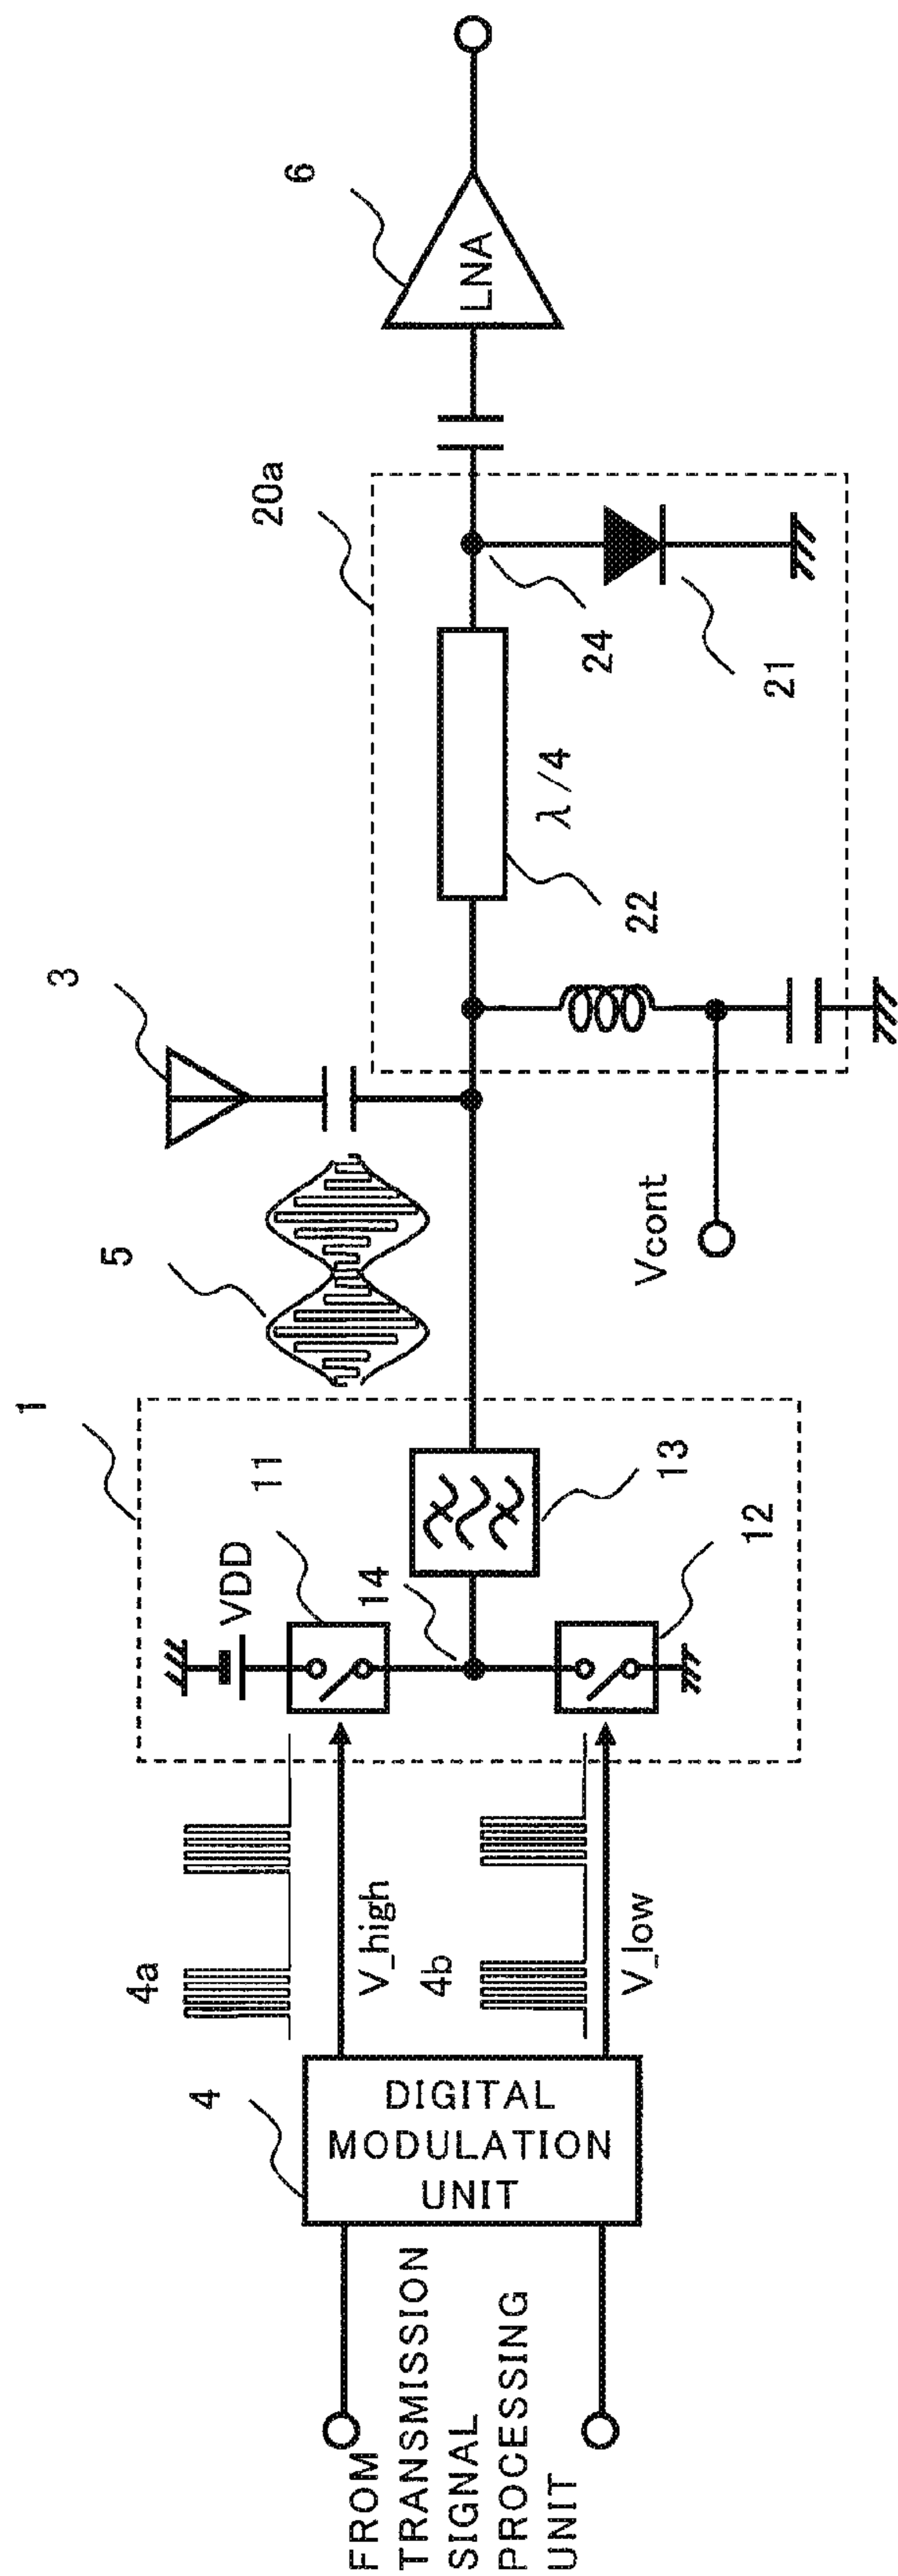 FROM
TRANSMISSION
SIGNAL
PROCESSING
UNIT
4
DIGITAL
MODULATION
UNIT
4a
V_high
4b
V_low
1
VDD
11
14
12
13
5
3
Vcont
20a
22
λ/4
24
21
6
LNA